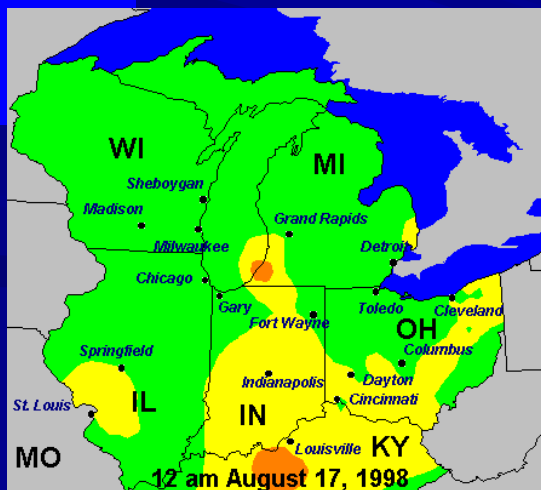 WI
MI
Sheboygan
Madison
Grand Rapids
Milwaukee
Detroit
Chicago
Gary
Toledo
Cleveland
Fort Wayne
OH
Springfield
Columbus
Indianapolis
Dayton
St. Louis
IL
IN
Cincinnati
KY
Louisville
MO
12 am August 17, 1998